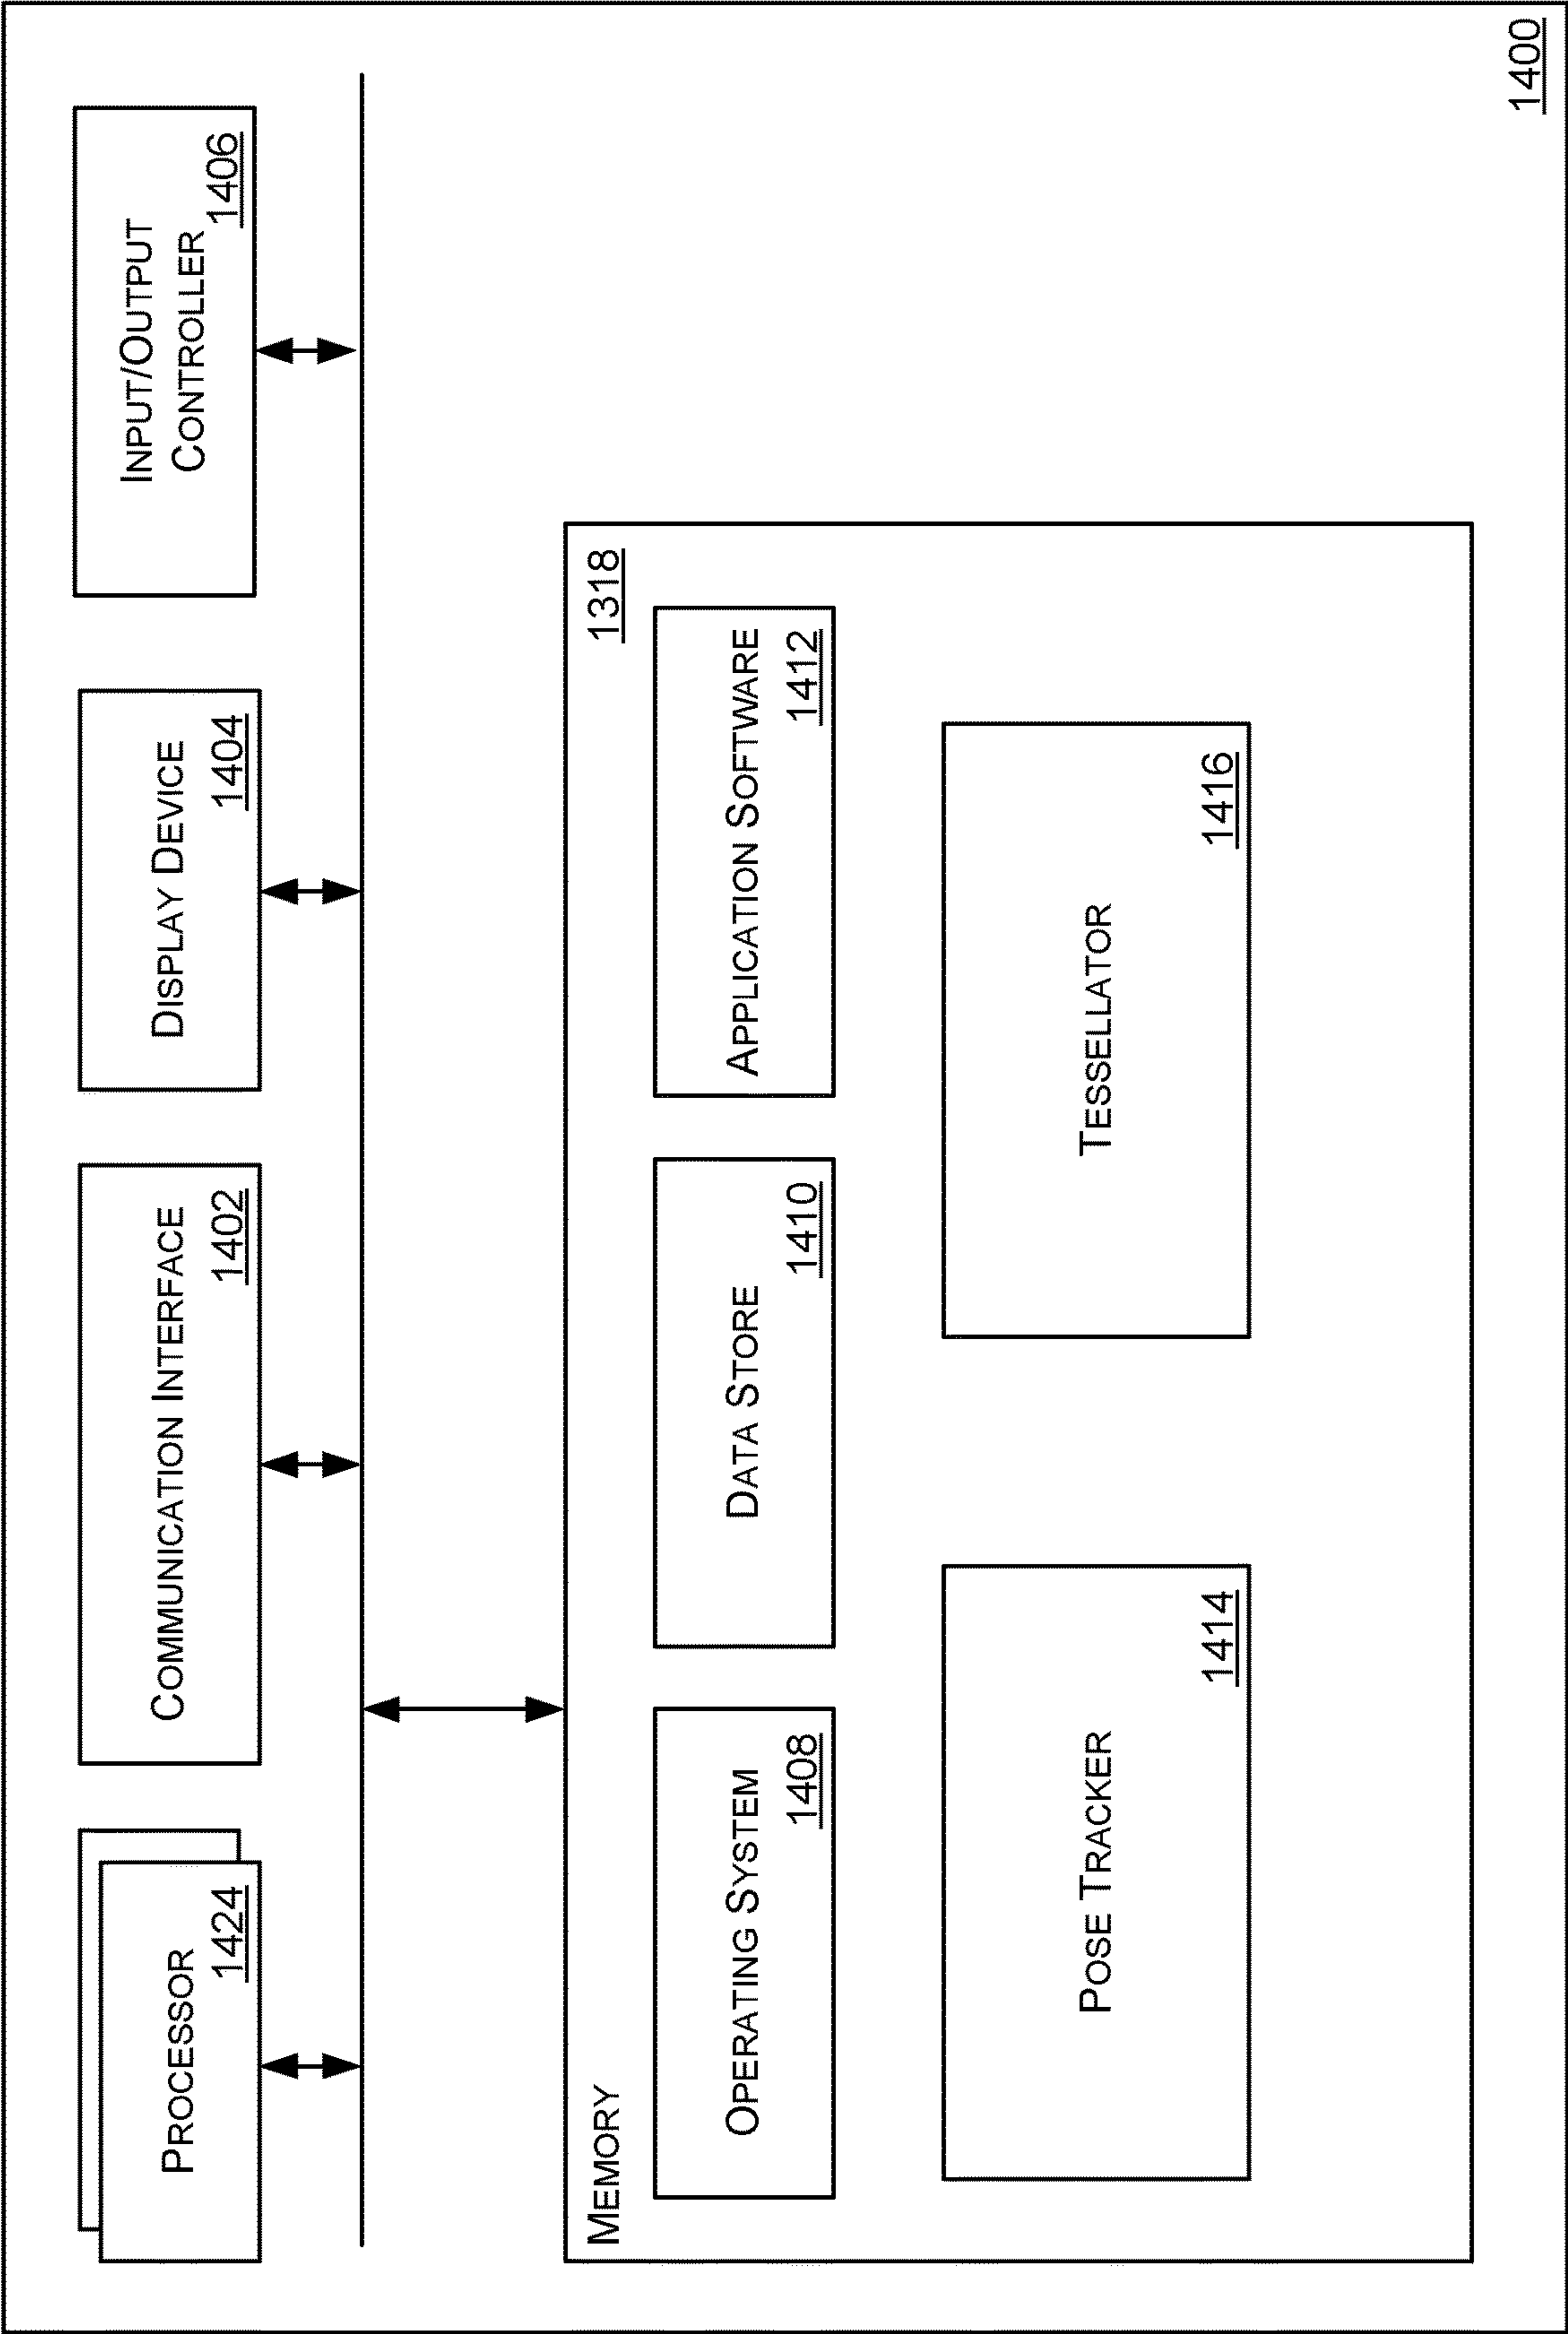 PROCESSOR
1424
COMMUNICATION INTERFACE
1402
DISPLAY DEVICE
1404
INPUT/OUTPUT
CONTROLLER
1406
MEMORY
1318
OPERATING SYSTEM
1408
DATA STORE
1410
APPLICATION SOFTWARE
1412
POSE TRACKER
1414
TESSELLATOR
1416
1400